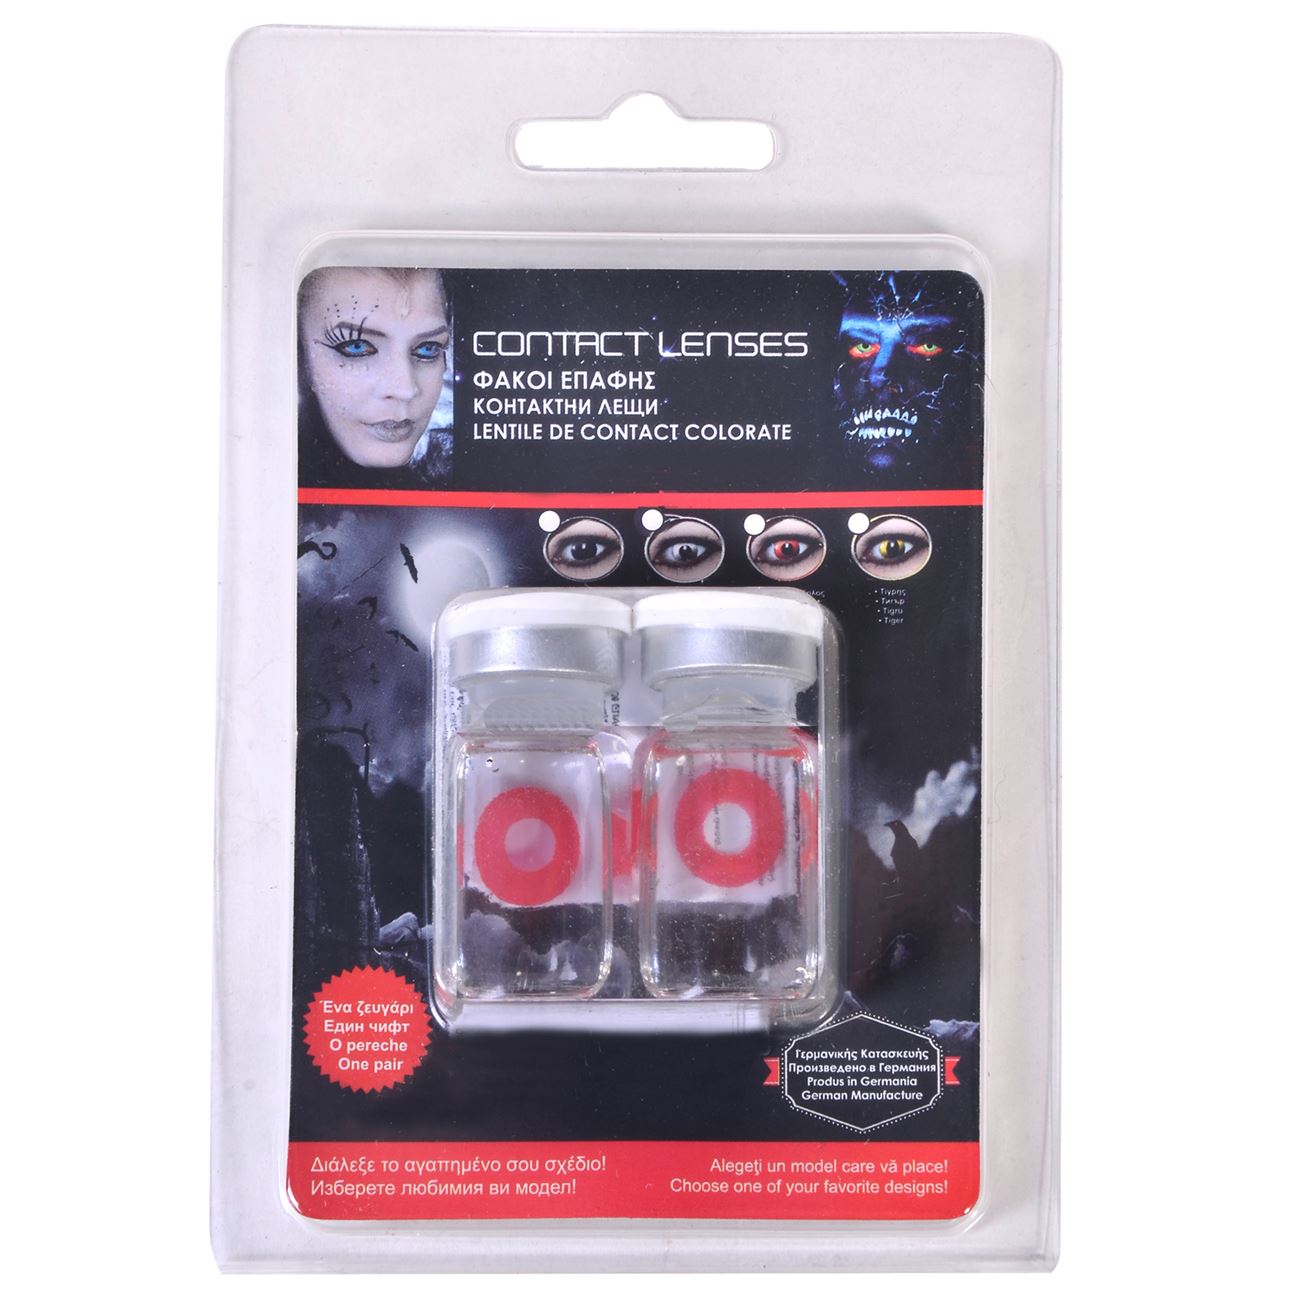 CONTACT LENSES
ΦΑΚΟΙ ΕΠΑΦΗΣ
КОНТАКТНИ ЛЕЩИ
LENTILE DE CONTACT COLORATE
• Τίγρης
• Тигър
• Tigru
• Tiger
Ένα ζευγάρι
Един чифт
O pereche
One pair
Γερμανικής Κατασκευής
Произведено в Германия
Produs in Germania
German Manufacture
Διάλεξε το αγαπημένο σου σχέδιο!
Изберете любимия ви модел!
Alegeţi un model care vă place!
Choose one of your favorite designs!